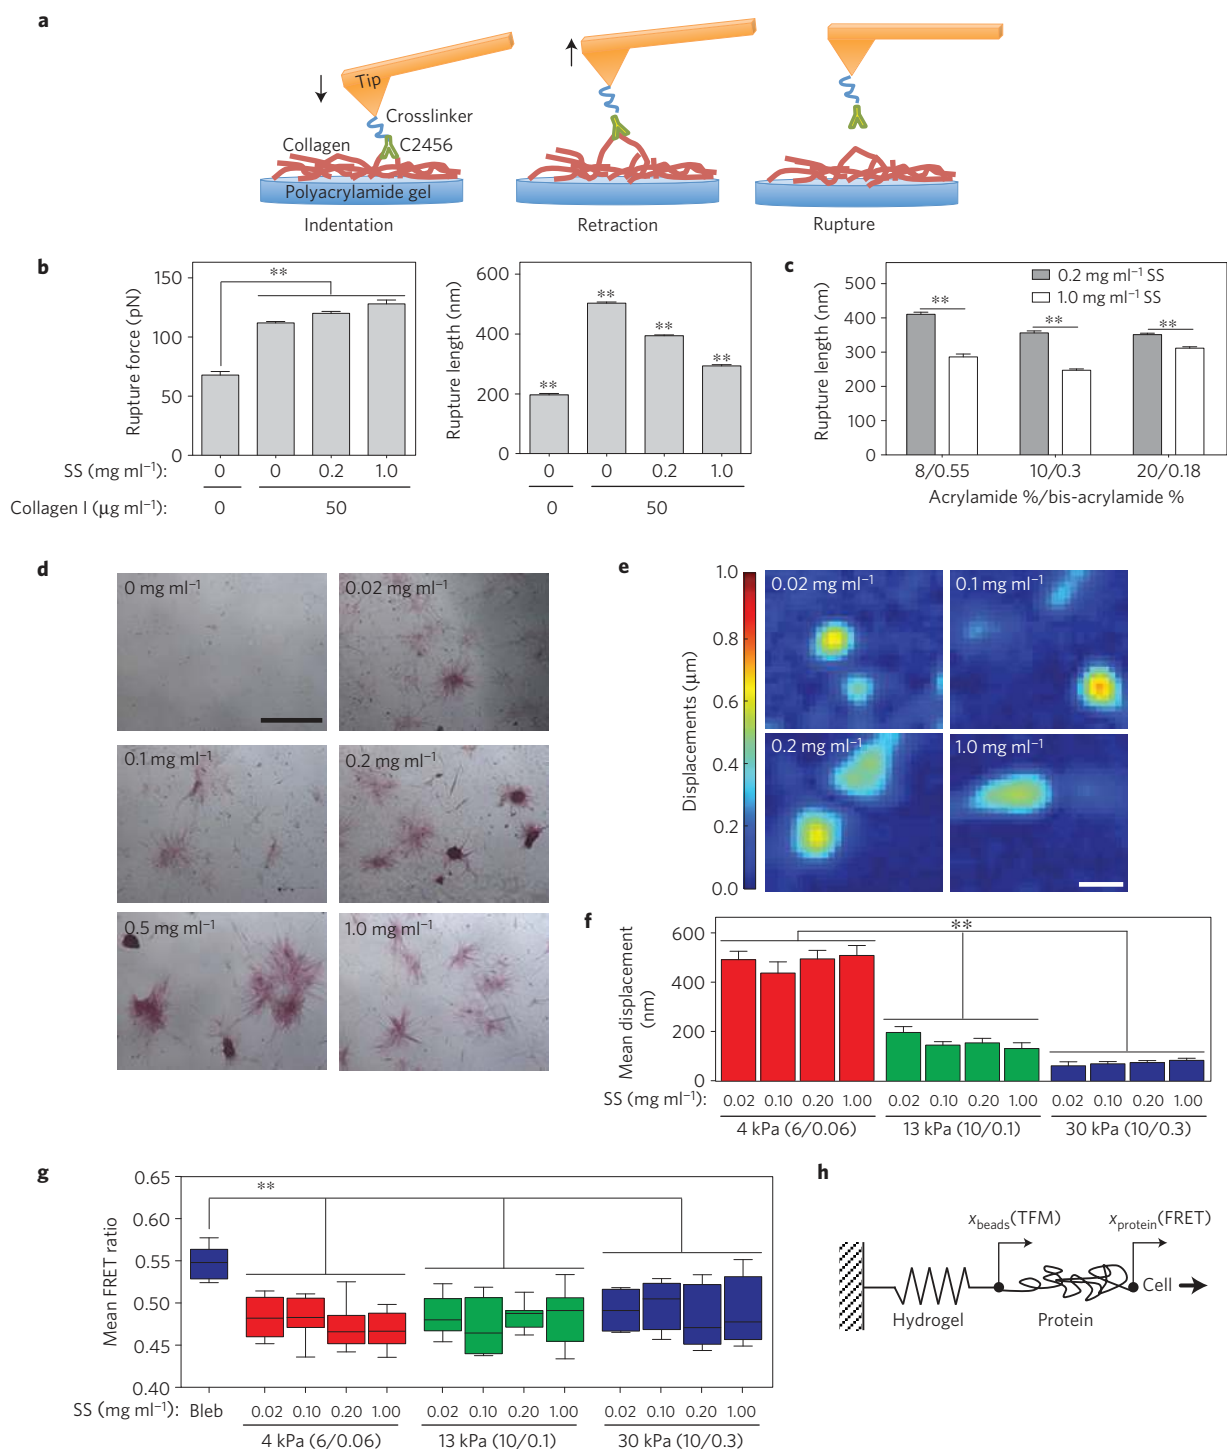 a
Tip
Crosslinker
Collagen
C2456
Polyacrylamide gel
Indentation
Retraction
Rupture
b
Rupture force (pN)
150
100
50
0
**
SS (mg ml⁻¹)
0
0
0.2
1.0
Collagen I (μg ml⁻¹)
0
50
Rupture length (nm)
600
400
200
0
**
**
**
**
0
0
0.2
1.0
0
50
c
Rupture length (nm)
500
400
300
200
100
0
0.2 mg ml⁻¹ SS
1.0 mg ml⁻¹ SS
**
**
**
8/0.55
10/0.3
20/0.18
Acrylamide %/bis-acrylamide %
d
0 mg ml⁻¹
0.02 mg ml⁻¹
0.1 mg ml⁻¹
0.2 mg ml⁻¹
0.5 mg ml⁻¹
1.0 mg ml⁻¹
e
Displacements (μm)
1.0
0.8
0.6
0.4
0.2
0.0
0.02 mg ml⁻¹
0.1 mg ml⁻¹
0.2 mg ml⁻¹
1.0 mg ml⁻¹
f
Mean displacement
(nm)
600
400
200
0
**
SS (mg ml⁻¹):
0.02 0.10 0.20 1.00
0.02 0.10 0.20 1.00
0.02 0.10 0.20 1.00
4 kPa (6/0.06)
13 kPa (10/0.1)
30 kPa (10/0.3)
g
Mean FRET ratio
0.65
0.60
0.55
0.50
0.45
0.40
**
SS (mg ml⁻¹):
Bleb
0.02 0.10 0.20 1.00
0.02 0.10 0.20 1.00
0.02 0.10 0.20 1.00
4 kPa (6/0.06)
13 kPa (10/0.1)
30 kPa (10/0.3)
h
x_beads(TFM)
x_protein(FRET)
Cell
Hydrogel
Protein